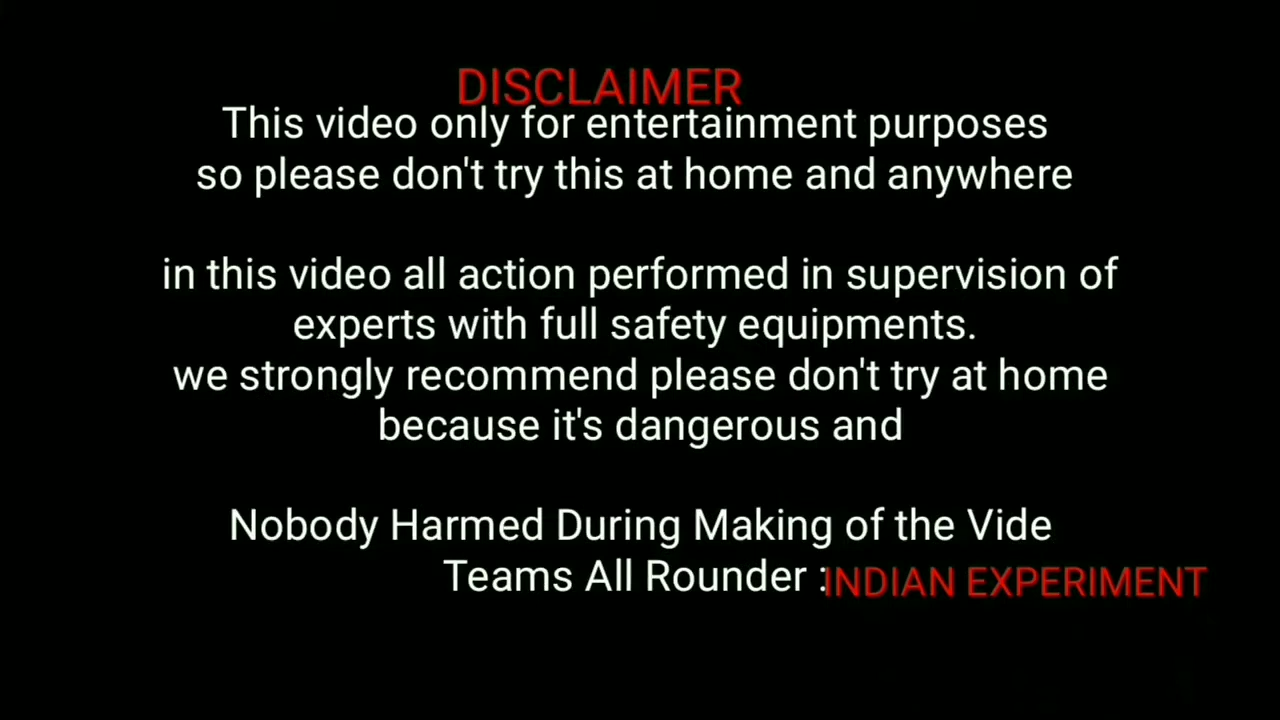 DISCLAIMER
This video only for entertainment purposes
so please don't try this at home and anywhere
in this video all action performed in supervision of
experts with full safety equipments.
we strongly recommend please don't try at home
because it's dangerous and
Nobody Harmed During Making of the Vide
Teams All Rounder :INDIAN EXPERIMENT